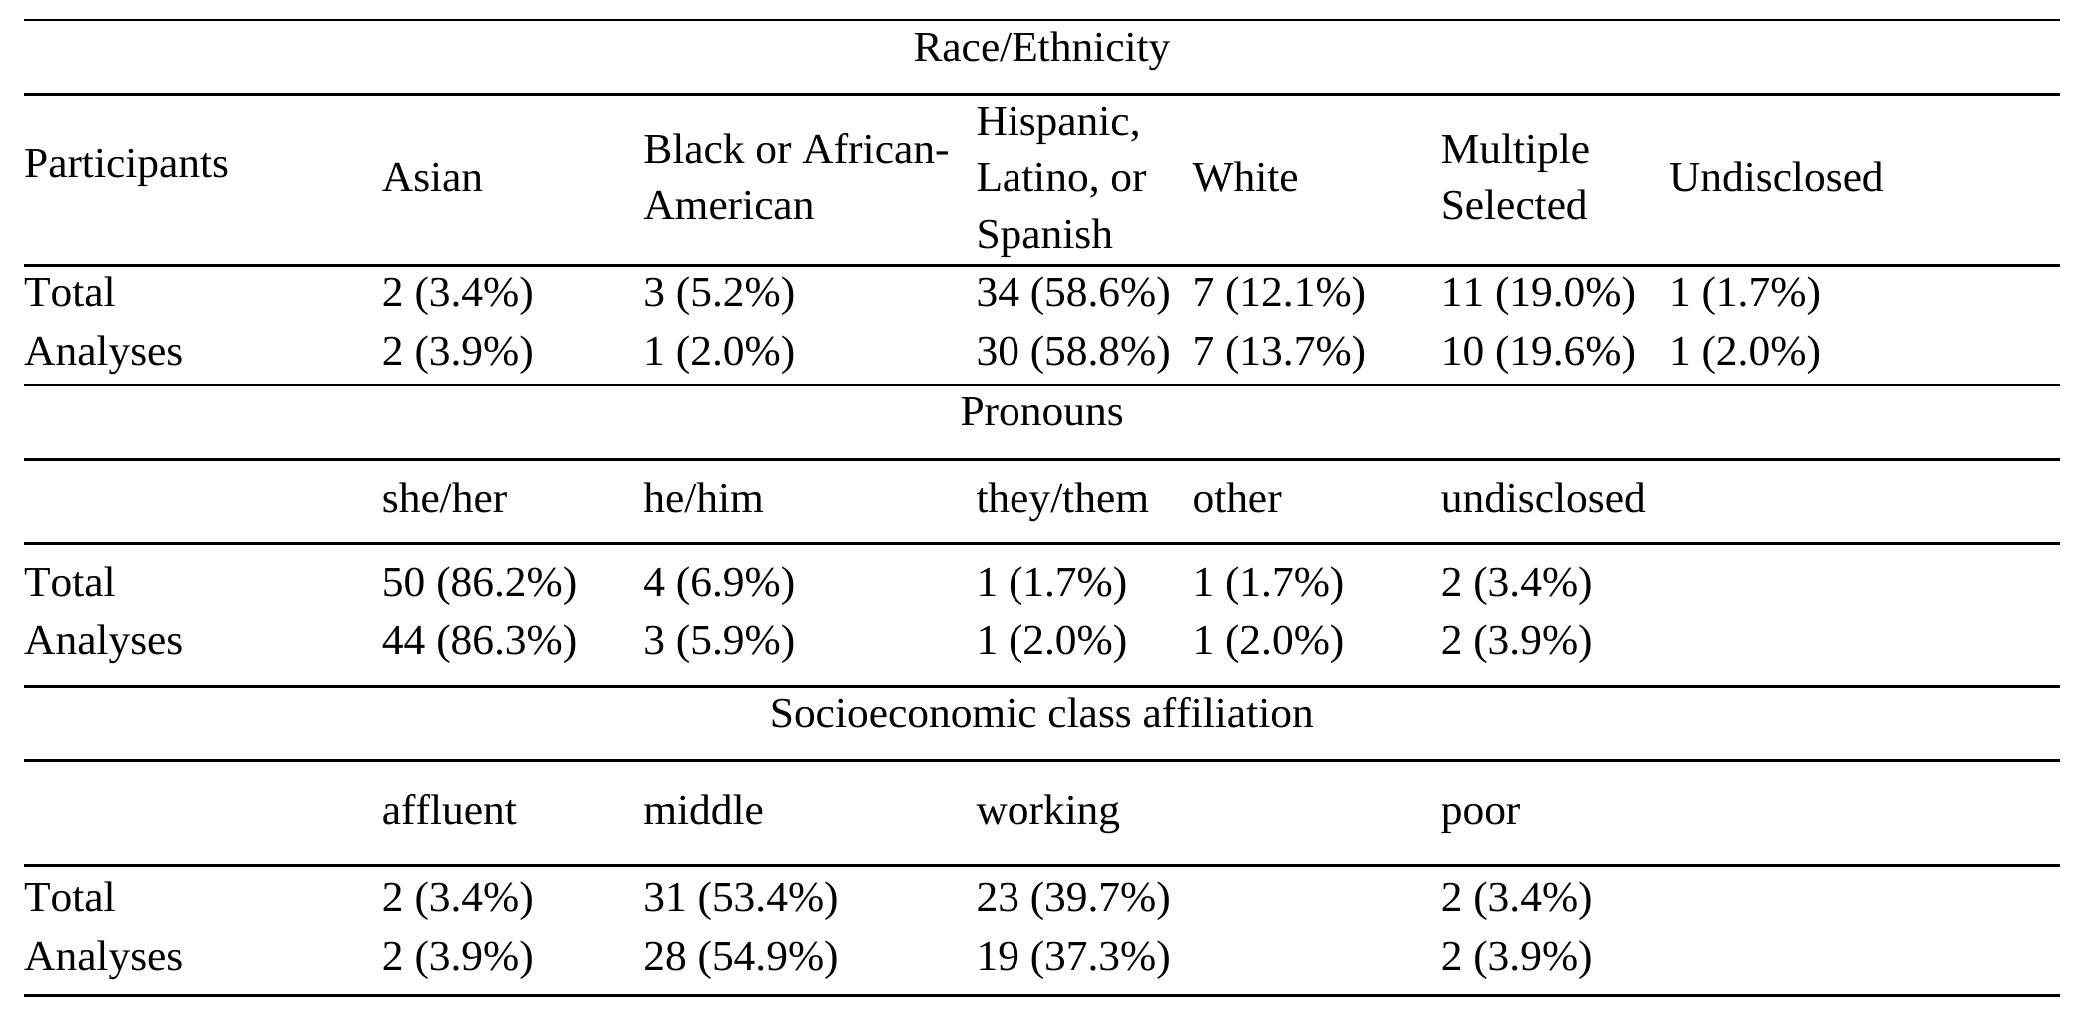 Race/Ethnicity
Participants Asian Black or African-American Hispanic, Latino, or Spanish White Multiple Selected Undisclosed
Total 2 (3.4%) 3 (5.2%) 34 (58.6%) 7 (12.1%) 11 (19.0%) 1 (1.7%)
Analyses 2 (3.9%) 1 (2.0%) 30 (58.8%) 7 (13.7%) 10 (19.6%) 1 (2.0%)
Pronouns
she/her he/him they/them other undisclosed
Total 50 (86.2%) 4 (6.9%) 1 (1.7%) 1 (1.7%) 2 (3.4%)
Analyses 44 (86.3%) 3 (5.9%) 1 (2.0%) 1 (2.0%) 2 (3.9%)
Socioeconomic class affiliation
affluent middle working poor
Total 2 (3.4%) 31 (53.4%) 23 (39.7%) 2 (3.4%)
Analyses 2 (3.9%) 28 (54.9%) 19 (37.3%) 2 (3.9%)